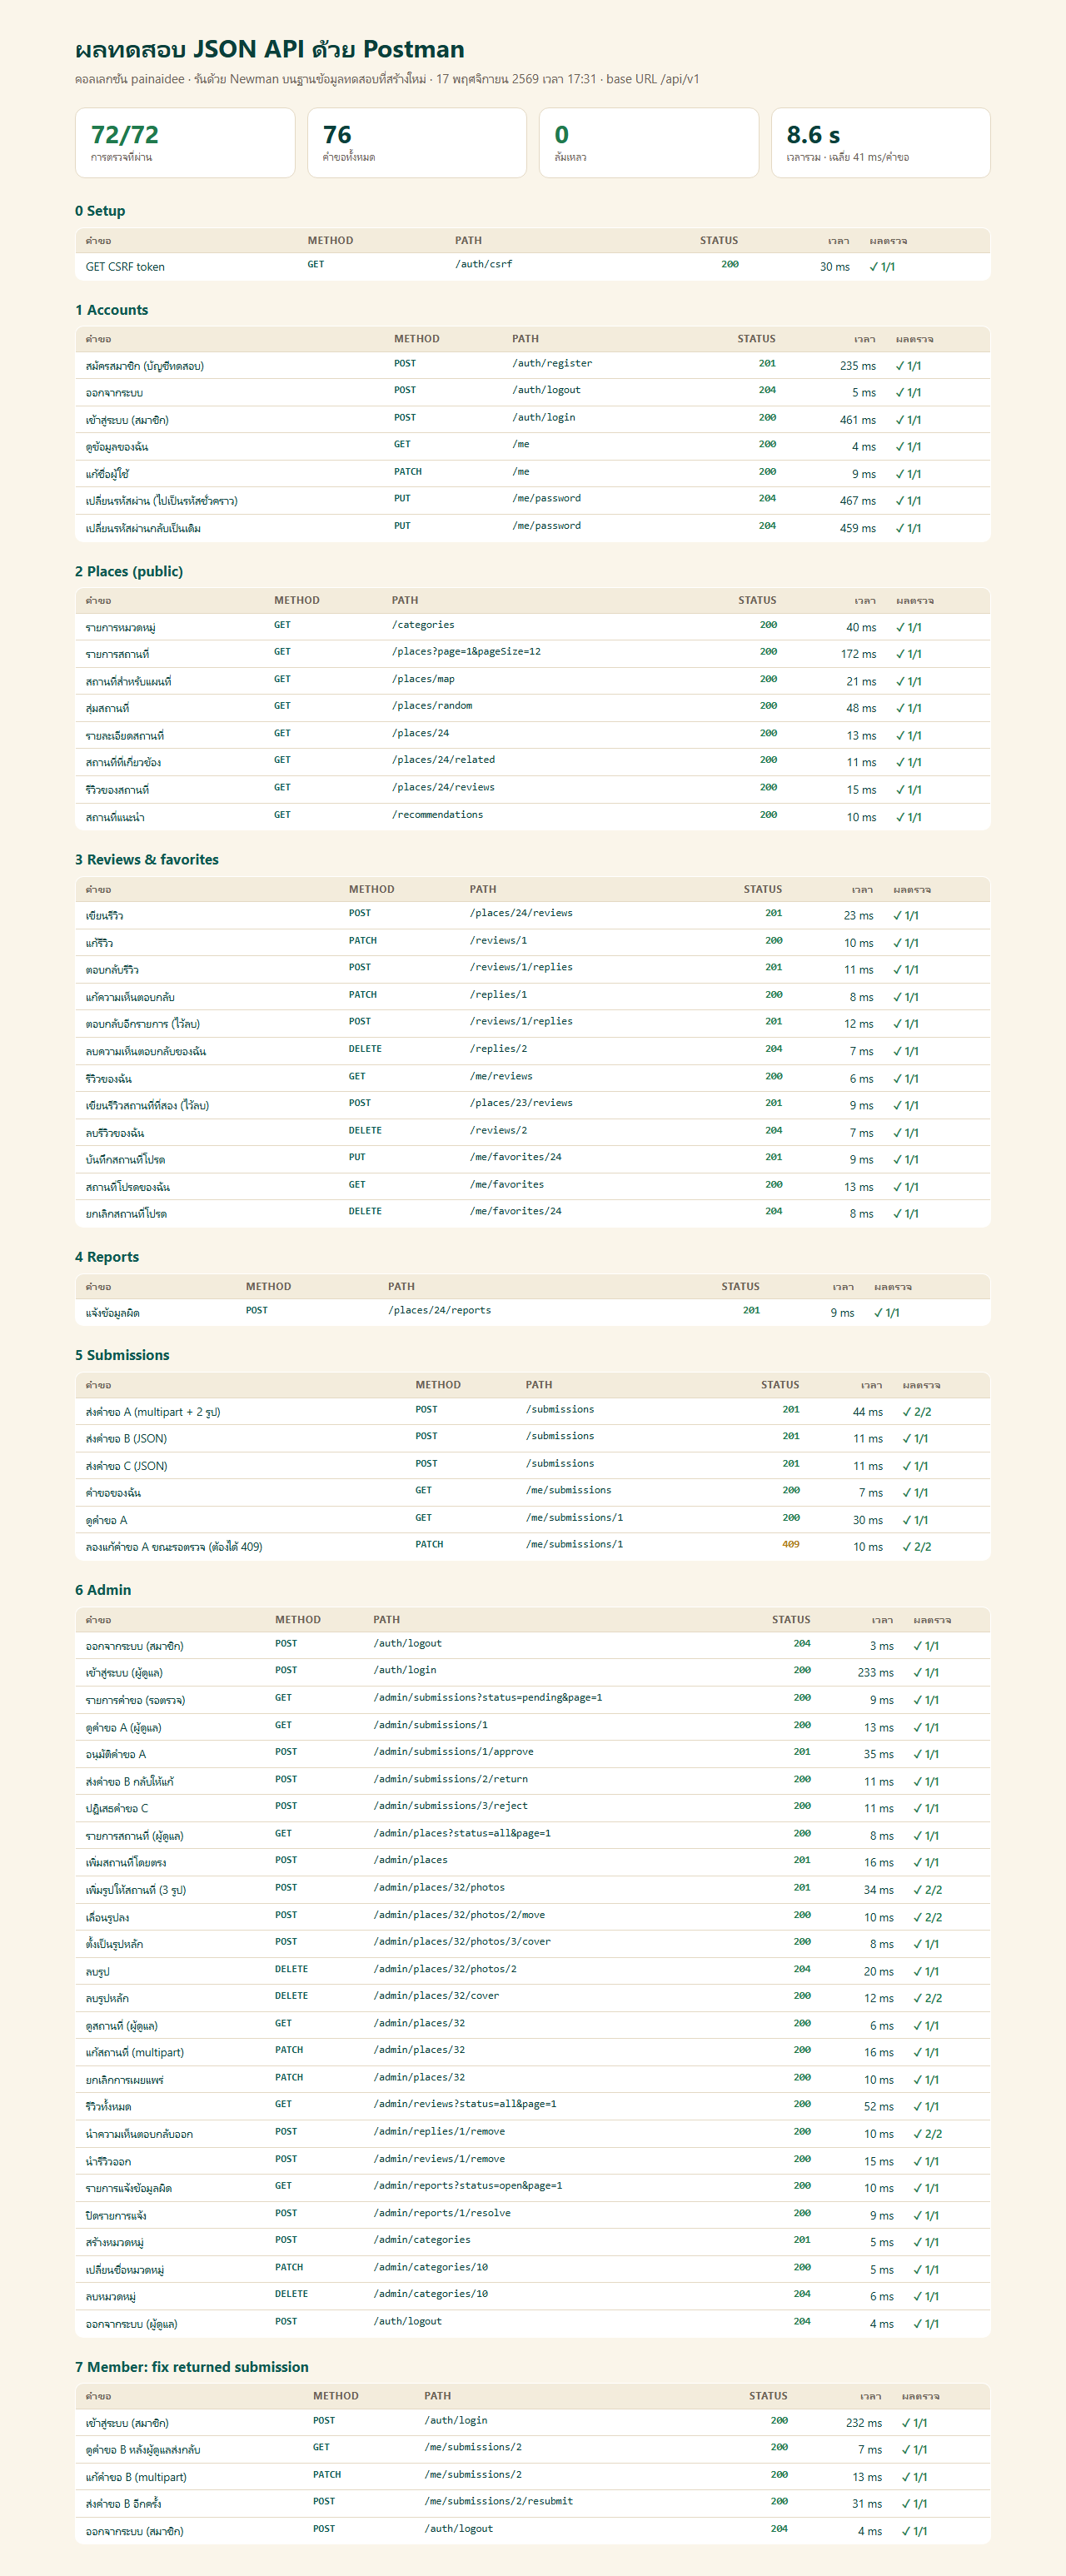 ผลทดสอบ JSON API ด้วย Postman
คอลเลกชัน painaidee · รันด้วย Newman บนฐานข้อมูลทดสอบที่สร้างใหม่ · 17 พฤศจิกายน 2569 เวลา 17:31 · base URL /api/v1
72/72 76 0 8.6 s
การตรวจที่ผ่าน คำขอทั้งหมด ล้มเหลว เวลารวม · เฉลี่ย 41 ms/คำขอ
0 Setup
คำขอ METHOD PATH STATUS เวลา ผลตรวจ
GET CSRF token GET /auth/csrf 200 30 ms ✓ 1/1
1 Accounts
คำขอ METHOD PATH STATUS เวลา ผลตรวจ
สมัครสมาชิก (บัญชีทดสอบ) POST /auth/register 201 235 ms ✓ 1/1
ออกจากระบบ POST /auth/logout 204 5 ms ✓ 1/1
เข้าสู่ระบบ (สมาชิก) POST /auth/login 200 461 ms ✓ 1/1
ดูข้อมูลของฉัน GET /me 200 4 ms ✓ 1/1
แก้ชื่อผู้ใช้ PATCH /me 200 9 ms ✓ 1/1
เปลี่ยนรหัสผ่าน (ไปเป็นรหัสชั่วคราว) PUT /me/password 204 467 ms ✓ 1/1
เปลี่ยนรหัสผ่านกลับเป็นเดิม PUT /me/password 204 459 ms ✓ 1/1
2 Places (public)
คำขอ METHOD PATH STATUS เวลา ผลตรวจ
รายการหมวดหมู่ GET /categories 200 40 ms ✓ 1/1
รายการสถานที่ GET /places?page=1&pageSize=12 200 172 ms ✓ 1/1
สถานที่สำหรับแผนที่ GET /places/map 200 21 ms ✓ 1/1
สุ่มสถานที่ GET /places/random 200 48 ms ✓ 1/1
รายละเอียดสถานที่ GET /places/24 200 13 ms ✓ 1/1
สถานที่ที่เกี่ยวข้อง GET /places/24/related 200 11 ms ✓ 1/1
รีวิวของสถานที่ GET /places/24/reviews 200 15 ms ✓ 1/1
สถานที่แนะนำ GET /recommendations 200 10 ms ✓ 1/1
3 Reviews & favorites
คำขอ METHOD PATH STATUS เวลา ผลตรวจ
เขียนรีวิว POST /places/24/reviews 201 23 ms ✓ 1/1
แก้รีวิว PATCH /reviews/1 200 10 ms ✓ 1/1
ตอบกลับรีวิว POST /reviews/1/replies 201 11 ms ✓ 1/1
แก้ความเห็นตอบกลับ PATCH /replies/1 200 8 ms ✓ 1/1
ตอบกลับอีกรายการ (ไว้ลบ) POST /reviews/1/replies 201 12 ms ✓ 1/1
ลบความเห็นตอบกลับของฉัน DELETE /replies/2 204 7 ms ✓ 1/1
รีวิวของฉัน GET /me/reviews 200 6 ms ✓ 1/1
เขียนรีวิวสถานที่ที่สอง (ไว้ลบ) POST /places/23/reviews 201 9 ms ✓ 1/1
ลบรีวิวของฉัน DELETE /reviews/2 204 7 ms ✓ 1/1
บันทึกสถานที่โปรด PUT /me/favorites/24 201 9 ms ✓ 1/1
สถานที่โปรดของฉัน GET /me/favorites 200 13 ms ✓ 1/1
ยกเลิกสถานที่โปรด DELETE /me/favorites/24 204 8 ms ✓ 1/1
4 Reports
คำขอ METHOD PATH STATUS เวลา ผลตรวจ
แจ้งข้อมูลผิด POST /places/24/reports 201 9 ms ✓ 1/1
5 Submissions
คำขอ METHOD PATH STATUS เวลา ผลตรวจ
ส่งคำขอ A (multipart + 2 รูป) POST /submissions 201 44 ms ✓ 2/2
ส่งคำขอ B (JSON) POST /submissions 201 11 ms ✓ 1/1
ส่งคำขอ C (JSON) POST /submissions 201 11 ms ✓ 1/1
คำขอของฉัน GET /me/submissions 200 7 ms ✓ 1/1
ดูคำขอ A GET /me/submissions/1 200 30 ms ✓ 1/1
ลองแก้คำขอ A ขณะรอตรวจ (ต้องได้ 409) PATCH /me/submissions/1 409 10 ms ✓ 2/2
6 Admin
คำขอ METHOD PATH STATUS เวลา ผลตรวจ
ออกจากระบบ (สมาชิก) POST /auth/logout 204 3 ms ✓ 1/1
เข้าสู่ระบบ (ผู้ดูแล) POST /auth/login 200 233 ms ✓ 1/1
รายการคำขอ (รอตรวจ) GET /admin/submissions?status=pending&page=1 200 9 ms ✓ 1/1
ดูคำขอ A (ผู้ดูแล) GET /admin/submissions/1 200 13 ms ✓ 1/1
อนุมัติคำขอ A POST /admin/submissions/1/approve 201 35 ms ✓ 1/1
ส่งคำขอ B กลับให้แก้ POST /admin/submissions/2/return 200 11 ms ✓ 1/1
ปฏิเสธคำขอ C POST /admin/submissions/3/reject 200 11 ms ✓ 1/1
รายการสถานที่ (ผู้ดูแล) GET /admin/places?status=all&page=1 200 8 ms ✓ 1/1
เพิ่มสถานที่โดยตรง POST /admin/places 201 16 ms ✓ 1/1
เพิ่มรูปให้สถานที่ (3 รูป) POST /admin/places/32/photos 201 34 ms ✓ 2/2
เลื่อนรูปลง POST /admin/places/32/photos/2/move 200 10 ms ✓ 2/2
ตั้งเป็นรูปหลัก POST /admin/places/32/photos/3/cover 200 8 ms ✓ 1/1
ลบรูป DELETE /admin/places/32/photos/2 204 20 ms ✓ 1/1
ลบรูปหลัก DELETE /admin/places/32/cover 200 12 ms ✓ 2/2
ดูสถานที่ (ผู้ดูแล) GET /admin/places/32 200 6 ms ✓ 1/1
แก้สถานที่ (multipart) PATCH /admin/places/32 200 16 ms ✓ 1/1
ยกเลิกการเผยแพร่ PATCH /admin/places/32 200 10 ms ✓ 1/1
รีวิวทั้งหมด GET /admin/reviews?status=all&page=1 200 52 ms ✓ 1/1
นำความเห็นตอบกลับออก POST /admin/replies/1/remove 200 10 ms ✓ 2/2
นำรีวิวออก POST /admin/reviews/1/remove 200 15 ms ✓ 1/1
รายการแจ้งข้อมูลผิด GET /admin/reports?status=open&page=1 200 10 ms ✓ 1/1
ปิดรายการแจ้ง POST /admin/reports/1/resolve 200 9 ms ✓ 1/1
สร้างหมวดหมู่ POST /admin/categories 201 5 ms ✓ 1/1
เปลี่ยนชื่อหมวดหมู่ PATCH /admin/categories/10 200 5 ms ✓ 1/1
ลบหมวดหมู่ DELETE /admin/categories/10 204 6 ms ✓ 1/1
ออกจากระบบ (ผู้ดูแล) POST /auth/logout 204 4 ms ✓ 1/1
7 Member: fix returned submission
คำขอ METHOD PATH STATUS เวลา ผลตรวจ
เข้าสู่ระบบ (สมาชิก) POST /auth/login 200 232 ms ✓ 1/1
ดูคำขอ B หลังผู้ดูแลส่งกลับ GET /me/submissions/2 200 7 ms ✓ 1/1
แก้คำขอ B (multipart) PATCH /me/submissions/2 200 13 ms ✓ 1/1
ส่งคำขอ B อีกครั้ง POST /me/submissions/2/resubmit 200 31 ms ✓ 1/1
ออกจากระบบ (สมาชิก) POST /auth/logout 204 4 ms ✓ 1/1